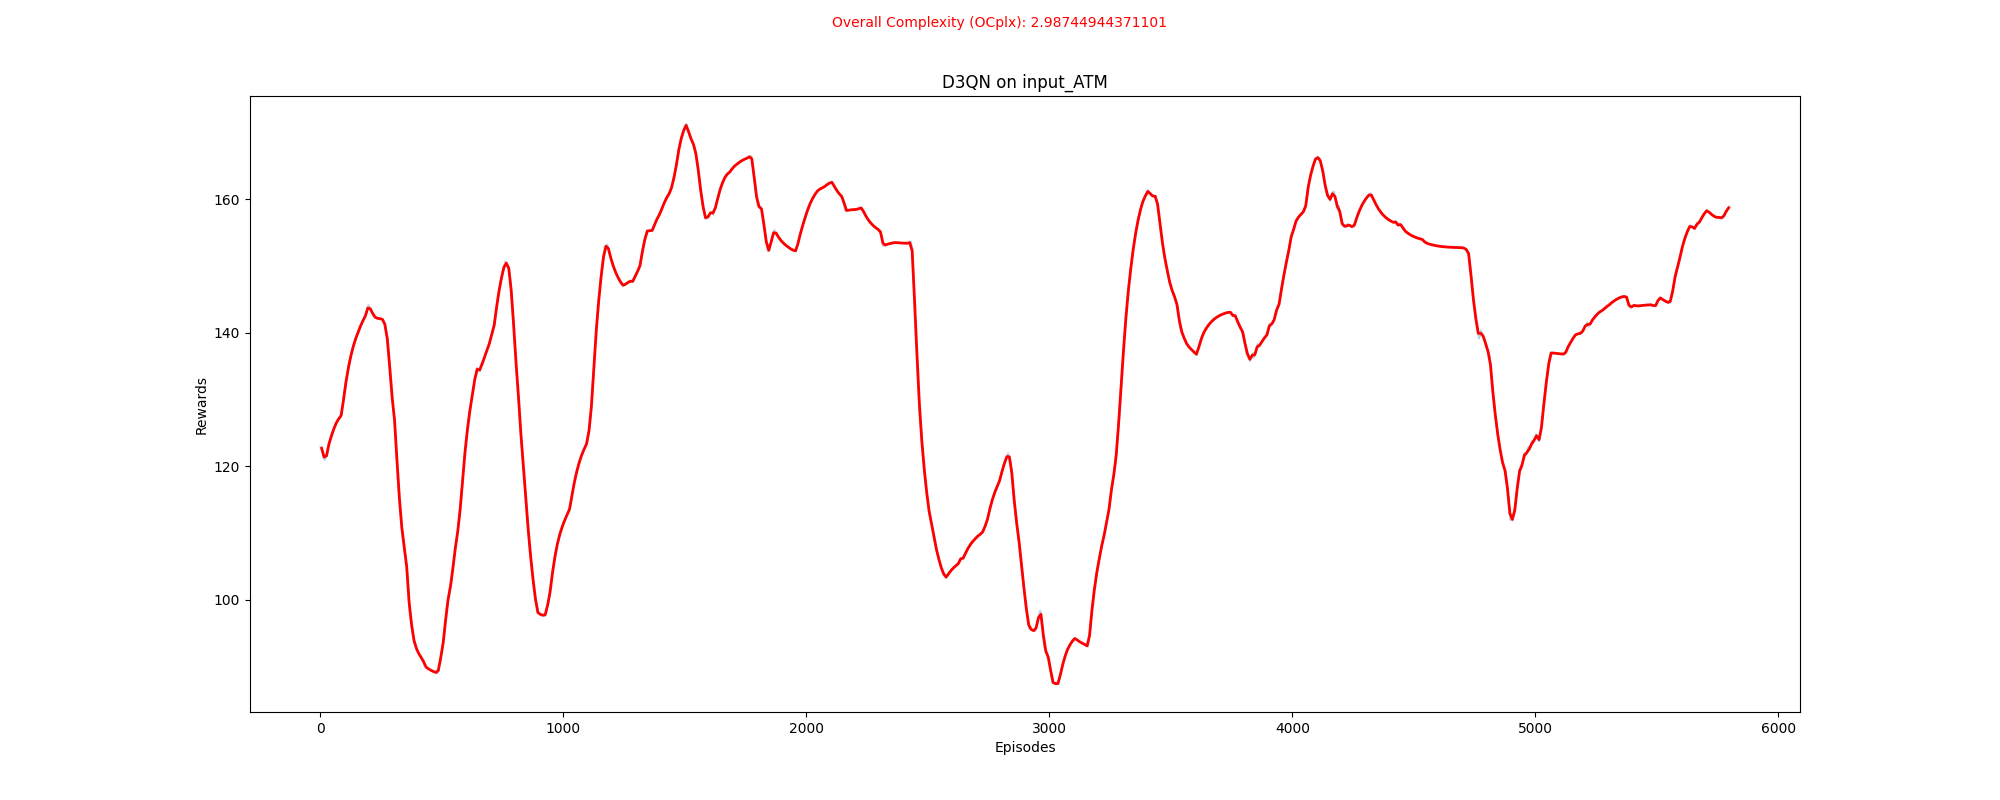 Overall Complexity (OCplx): 2.98744944371101
D3QN on input_ATM
160
140
120
100
Rewards
0 1000 2000 3000 4000 5000 6000
Episodes